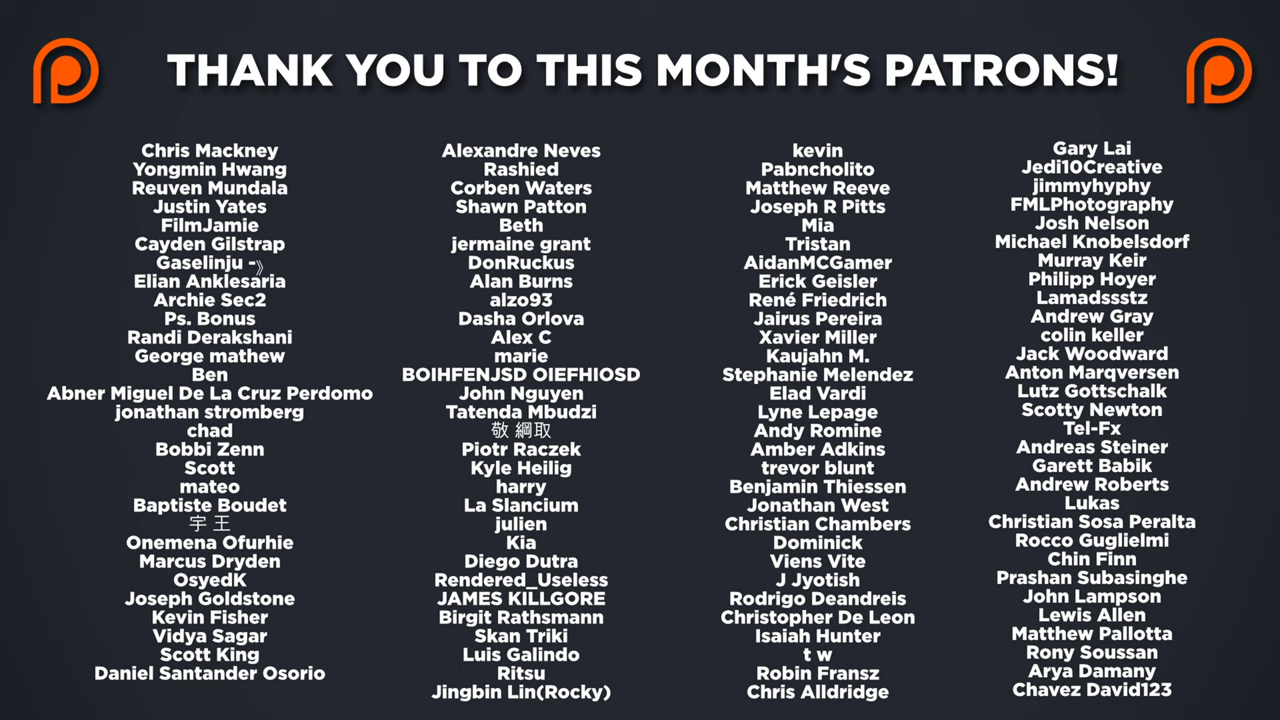 THANK YOU TO THIS MONTH'S PATRONS!
Chris Mackney
Yongmin Hwang
Reuven Mundala
Justin Yates
FilmJamie
Cayden Gilstrap
Gaselinju -》
Elian Anklesaria
Archie Sec2
Ps. Bonus
Randi Derakshani
George mathew
Ben
Abner Miguel De La Cruz Perdomo
jonathan stromberg
chad
Bobbi Zenn
Scott
mateo
Baptiste Boudet
宇 王
Onemena Ofurhie
Marcus Dryden
OsyedK
Joseph Goldstone
Kevin Fisher
Vidya Sagar
Scott King
Daniel Santander Osorio
Alexandre Neves
Rashied
Corben Waters
Shawn Patton
Beth
jermaine grant
DonRuckus
Alan Burns
alzo93
Dasha Orlova
Alex C
marie
BOIHFENJSD OIEFHIOSD
John Nguyen
Tatenda Mbudzi
敬 綱取
Piotr Raczek
Kyle Heilig
harry
La Slancium
julien
Kia
Diego Dutra
Rendered_Useless
JAMES KILLGORE
Birgit Rathsmann
Skan Triki
Luis Galindo
Ritsu
Jingbin Lin(Rocky)
kevin
Pabncholito
Matthew Reeve
Joseph R Pitts
Mia
Tristan
AidanMCGamer
Erick Geisler
René Friedrich
Jairus Pereira
Xavier Miller
Kaujahn M.
Stephanie Melendez
Elad Vardi
Lyne Lepage
Andy Romine
Amber Adkins
trevor blunt
Benjamin Thiessen
Jonathan West
Christian Chambers
Dominick
Viens Vite
J Jyotish
Rodrigo Deandreis
Christopher De Leon
Isaiah Hunter
t w
Robin Fransz
Chris Alldridge
Gary Lai
Jedi10Creative
jimmyhyphy
FMLPhotography
Josh Nelson
Michael Knobelsdorf
Murray Keir
Philipp Hoyer
Lamadssstz
Andrew Gray
colin keller
Jack Woodward
Anton Marqversen
Lutz Gottschalk
Scotty Newton
Tel-Fx
Andreas Steiner
Garett Babik
Andrew Roberts
Lukas
Christian Sosa Peralta
Rocco Guglielmi
Chin Finn
Prashan Subasinghe
John Lampson
Lewis Allen
Matthew Pallotta
Rony Soussan
Arya Damany
Chavez David123